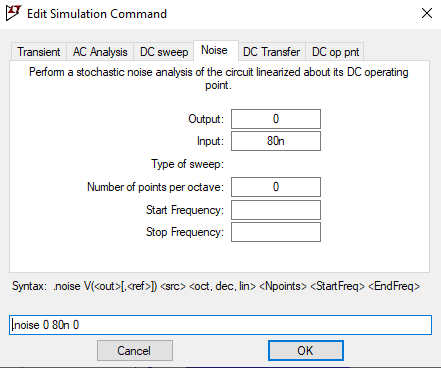 Edit Simulation Command
Transient AC Analysis DC sweep Noise DC Transfer DC op pnt
Perform a stochastic noise analysis of the circuit linearized about its DC operating
point.
Output: 0
Input: 80n
Type of sweep:
Number of points per octave: 0
Start Frequency:
Stop Frequency:
Syntax: .noise V(<out>[,<ref>]) <src> <oct, dec, lin> <Npoints> <StartFreq> <EndFreq>
.noise 0 80n 0
Cancel OK